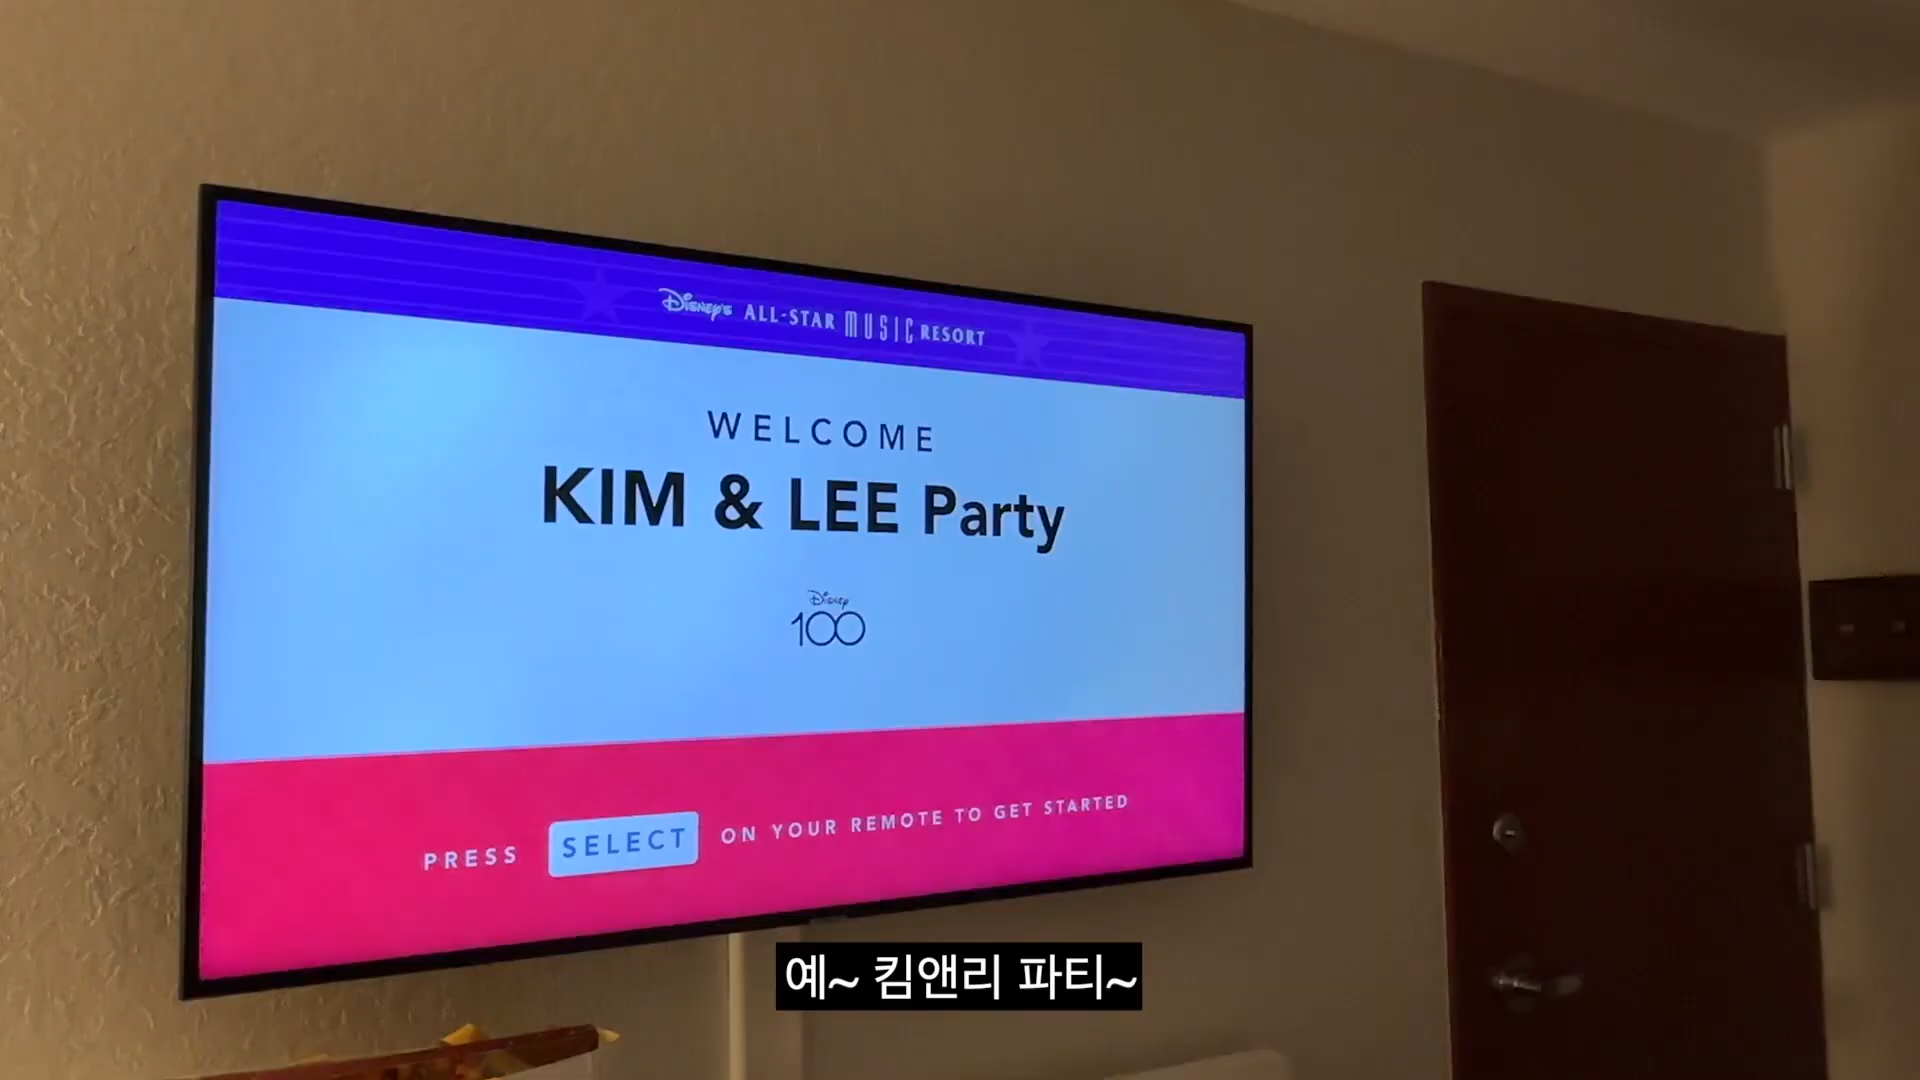 Disney's ALL-STAR MUSIC RESORT
WELCOME
KIM & LEE Party
Disney
100
PRESS SELECT ON YOUR REMOTE TO GET STARTED
예~ 킴앤리 파티~